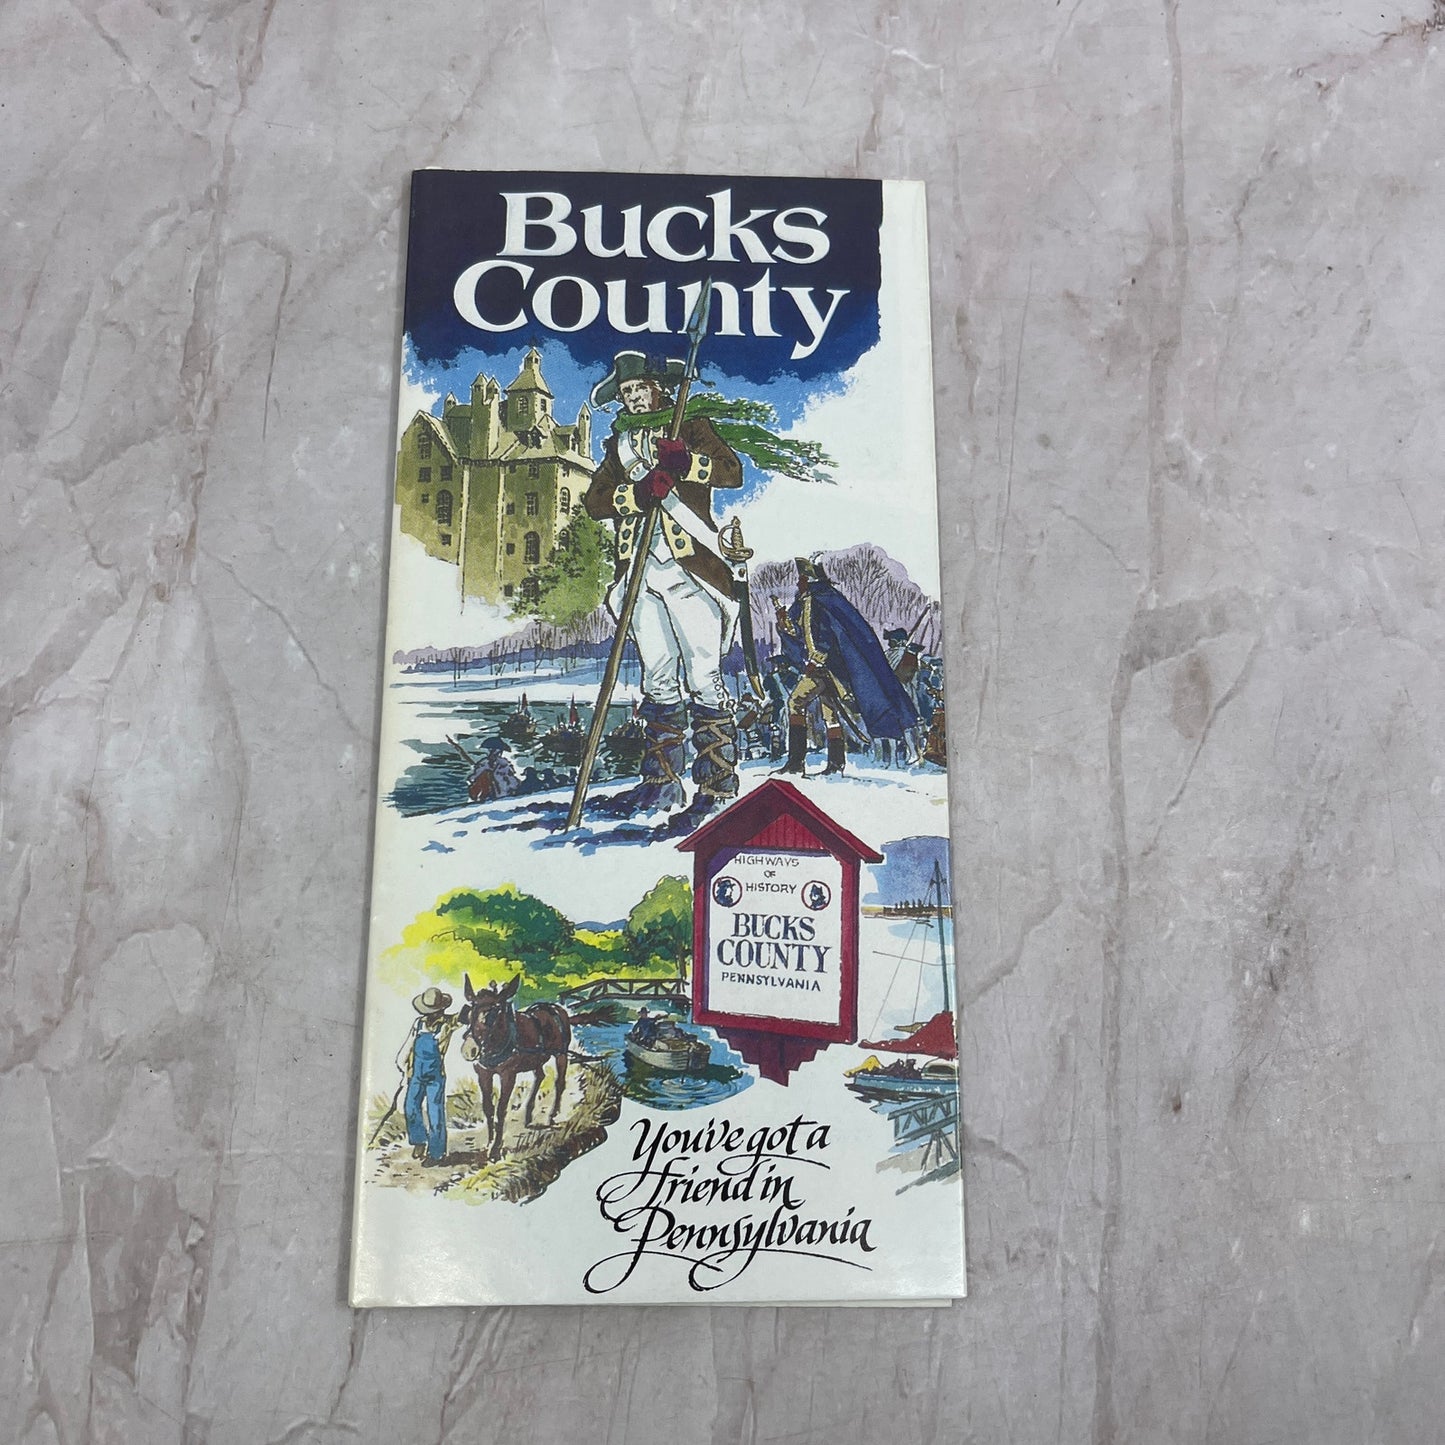 Bucks
County
HIGHWAYS
OF
HISTORY
BUCKS
COUNTY
PENNSYLVANIA
You've got a
friend in
Pennsylvania